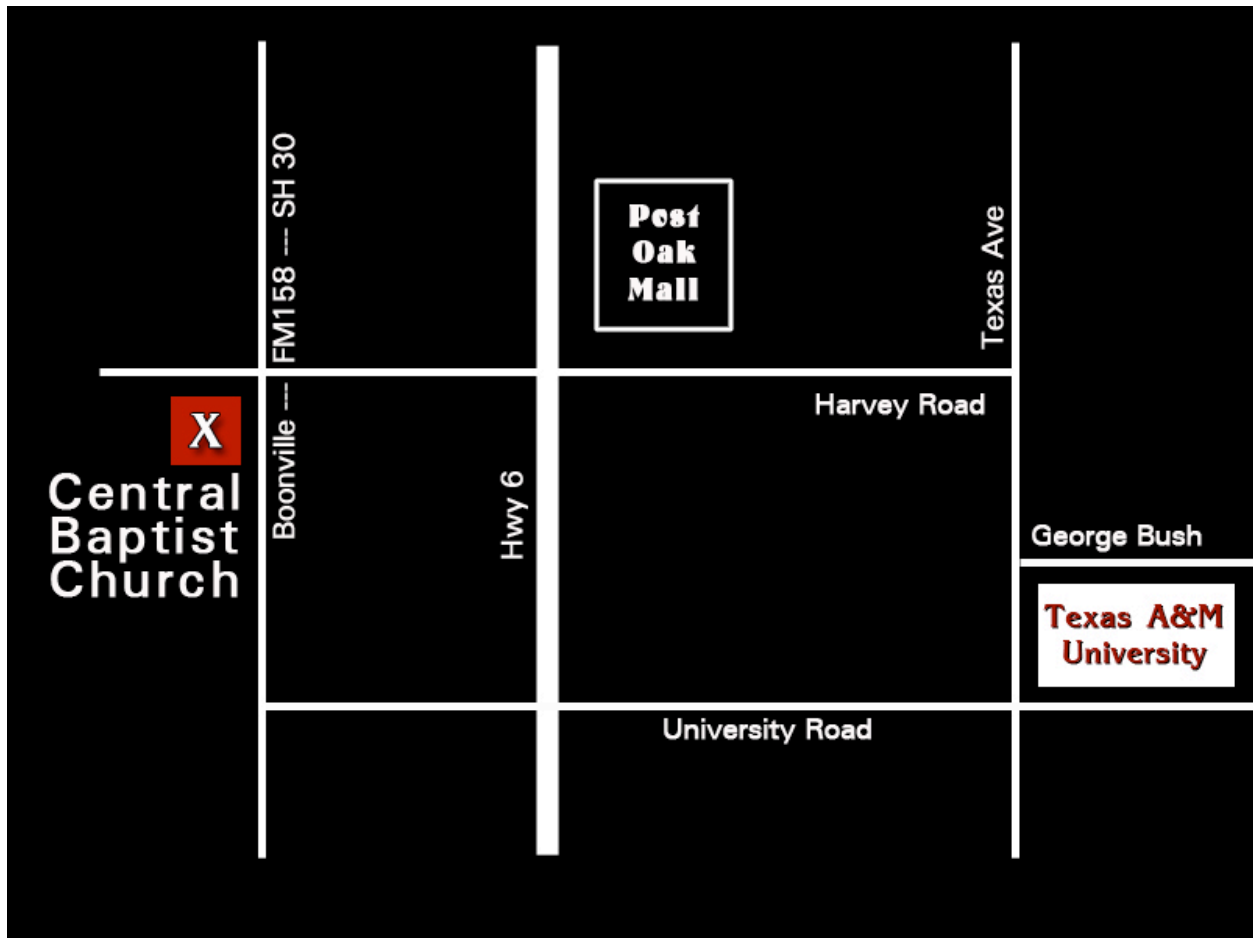 Boonville --- FM158 --- SH 30
Post
Oak
Mall
Texas Ave
Harvey Road
X
Central
Baptist
Church
Hwy 6
George Bush
Texas A&M
University
University Road